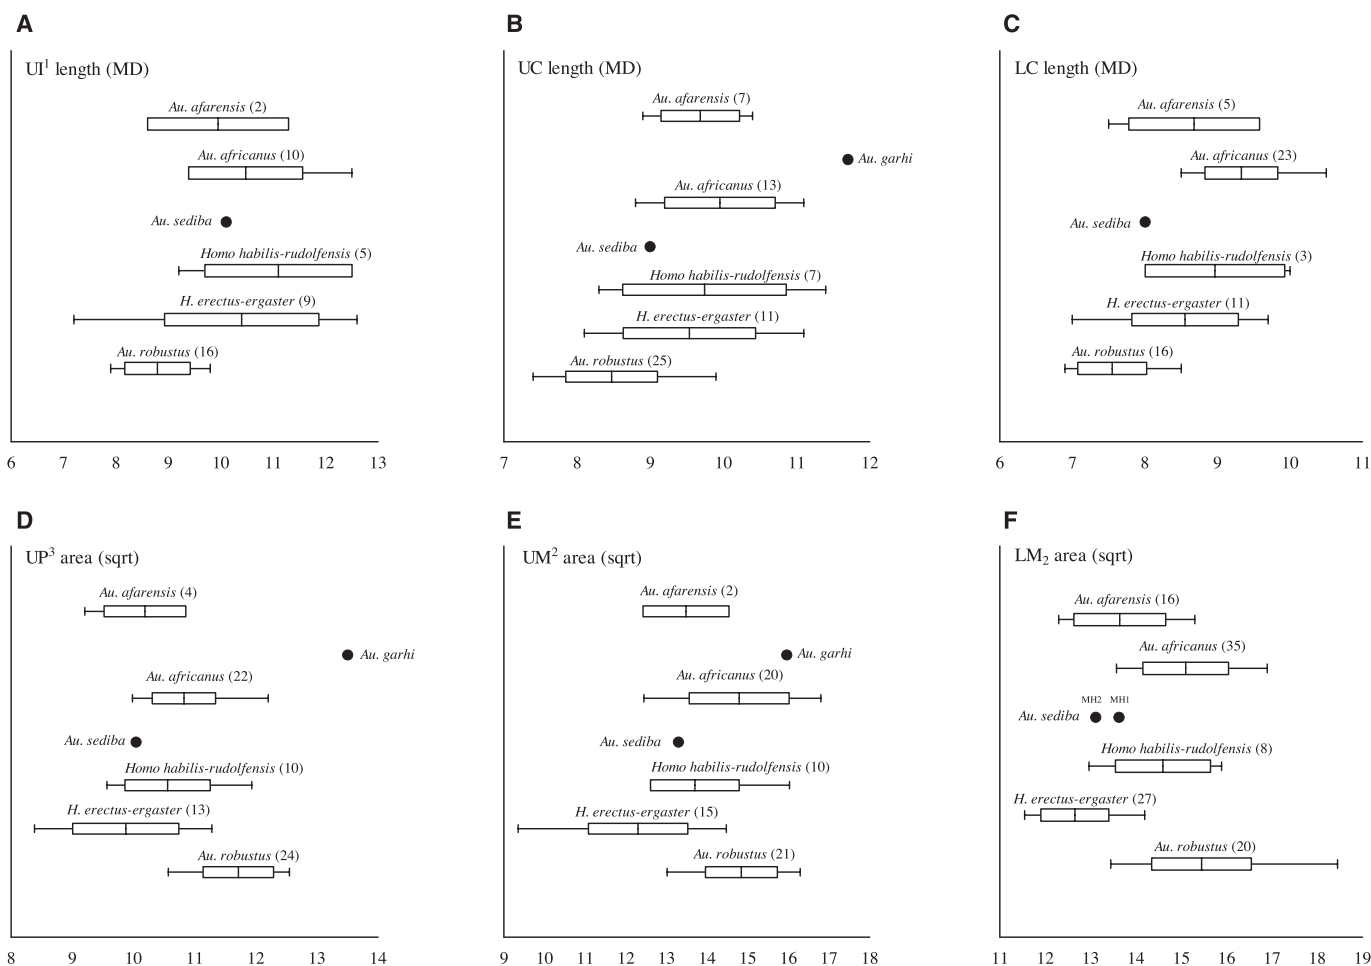 A
UI¹ length (MD)
Au. afarensis (2)
Au. africanus (10)
Au. sediba
Homo habilis-rudolfensis (5)
H. erectus-ergaster (9)
Au. robustus (16)
6 7 8 9 10 11 12 13
B
UC length (MD)
Au. afarensis (7)
Au. garhi
Au. africanus (13)
Au. sediba
Homo habilis-rudolfensis (7)
H. erectus-ergaster (11)
Au. robustus (25)
7 8 9 10 11 12
C
LC length (MD)
Au. afarensis (5)
Au. africanus (23)
Au. sediba
Homo habilis-rudolfensis (3)
H. erectus-ergaster (11)
Au. robustus (16)
6 7 8 9 10 11
D
UP³ area (sqrt)
Au. afarensis (4)
Au. garhi
Au. africanus (22)
Au. sediba
Homo habilis-rudolfensis (10)
H. erectus-ergaster (13)
Au. robustus (24)
8 9 10 11 12 13 14
E
UM² area (sqrt)
Au. afarensis (2)
Au. garhi
Au. africanus (20)
Au. sediba
Homo habilis-rudolfensis (10)
H. erectus-ergaster (15)
Au. robustus (21)
9 10 11 12 13 14 15 16 17 18
F
LM₂ area (sqrt)
Au. afarensis (16)
Au. africanus (35)
MH2 MH1
Au. sediba
Homo habilis-rudolfensis (8)
H. erectus-ergaster (27)
Au. robustus (20)
11 12 13 14 15 16 17 18 19